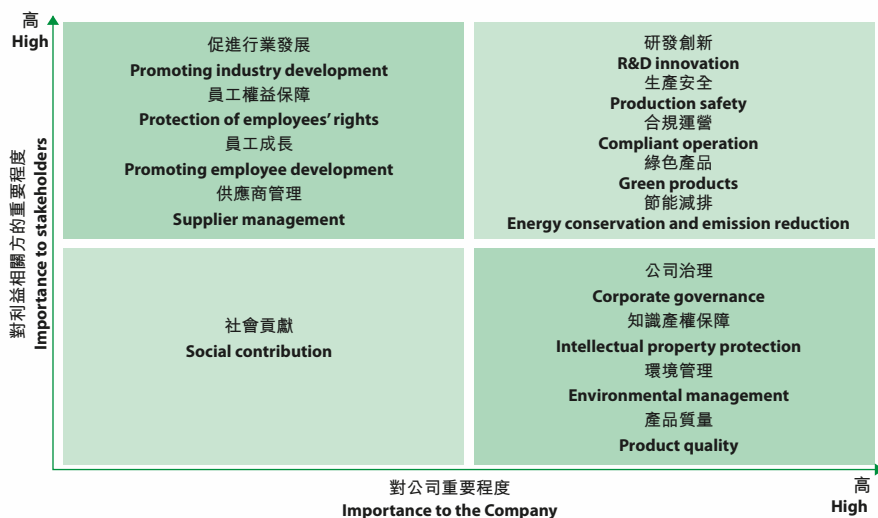 高
High
對利益相關方的重要程度
Importance to stakeholders
促進行業發展
Promoting industry development
員工權益保障
Protection of employees' rights
員工成長
Promoting employee development
供應商管理
Supplier management
研發創新
R&D innovation
生產安全
Production safety
合規運營
Compliant operation
綠色產品
Green products
節能減排
Energy conservation and emission reduction
社會貢獻
Social contribution
公司治理
Corporate governance
知識產權保障
Intellectual property protection
環境管理
Environmental management
產品質量
Product quality
對公司重要程度
Importance to the Company
高
High